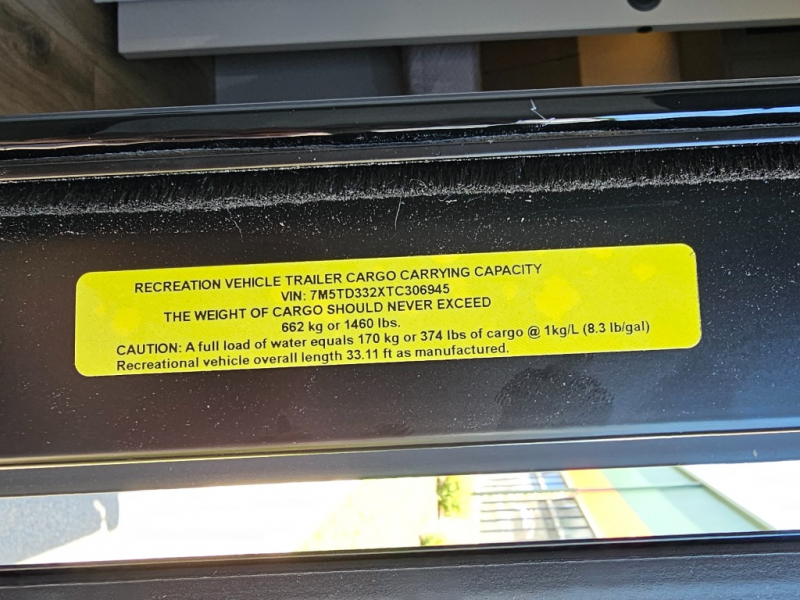 RECREATION VEHICLE TRAILER CARGO CARRYING CAPACITY
VIN: 7M5TD332XTC306945
THE WEIGHT OF CARGO SHOULD NEVER EXCEED
662 kg or 1460 lbs.
CAUTION: A full load of water equals 170 kg or 374 lbs of cargo @ 1kg/L (8.3 lb/gal)
Recreational vehicle overall length 33.11 ft as manufactured.